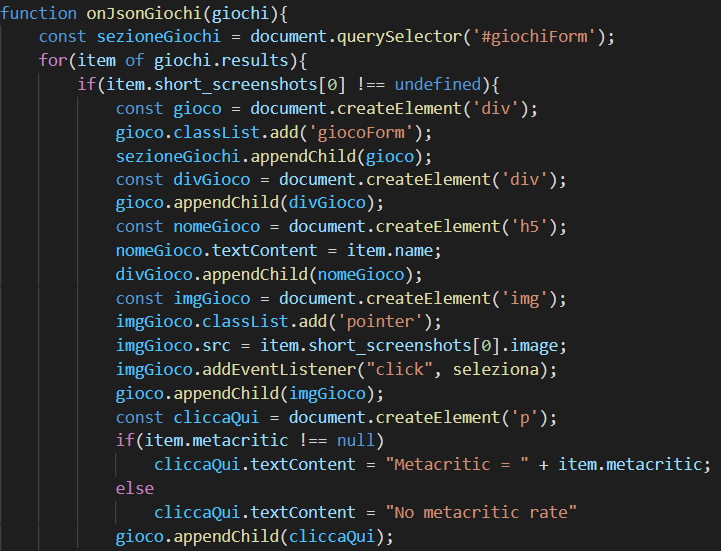 function onJsonGiochi(giochi){
    const sezioneGiochi = document.querySelector('#giochiForm');
    for(item of giochi.results){
        if(item.short_screenshots[0] !== undefined){
            const gioco = document.createElement('div');
            gioco.classList.add('giocoForm');
            sezioneGiochi.appendChild(gioco);
            const divGioco = document.createElement('div');
            gioco.appendChild(divGioco);
            const nomeGioco = document.createElement('h5');
            nomeGioco.textContent = item.name;
            divGioco.appendChild(nomeGioco);
            const imgGioco = document.createElement('img');
            imgGioco.classList.add('pointer');
            imgGioco.src = item.short_screenshots[0].image;
            imgGioco.addEventListener("click", seleziona);
            gioco.appendChild(imgGioco);
            const cliccaQui = document.createElement('p');
            if(item.metacritic !== null)
                cliccaQui.textContent = "Metacritic = " + item.metacritic;
            else
                cliccaQui.textContent = "No metacritic rate"
            gioco.appendChild(cliccaQui);